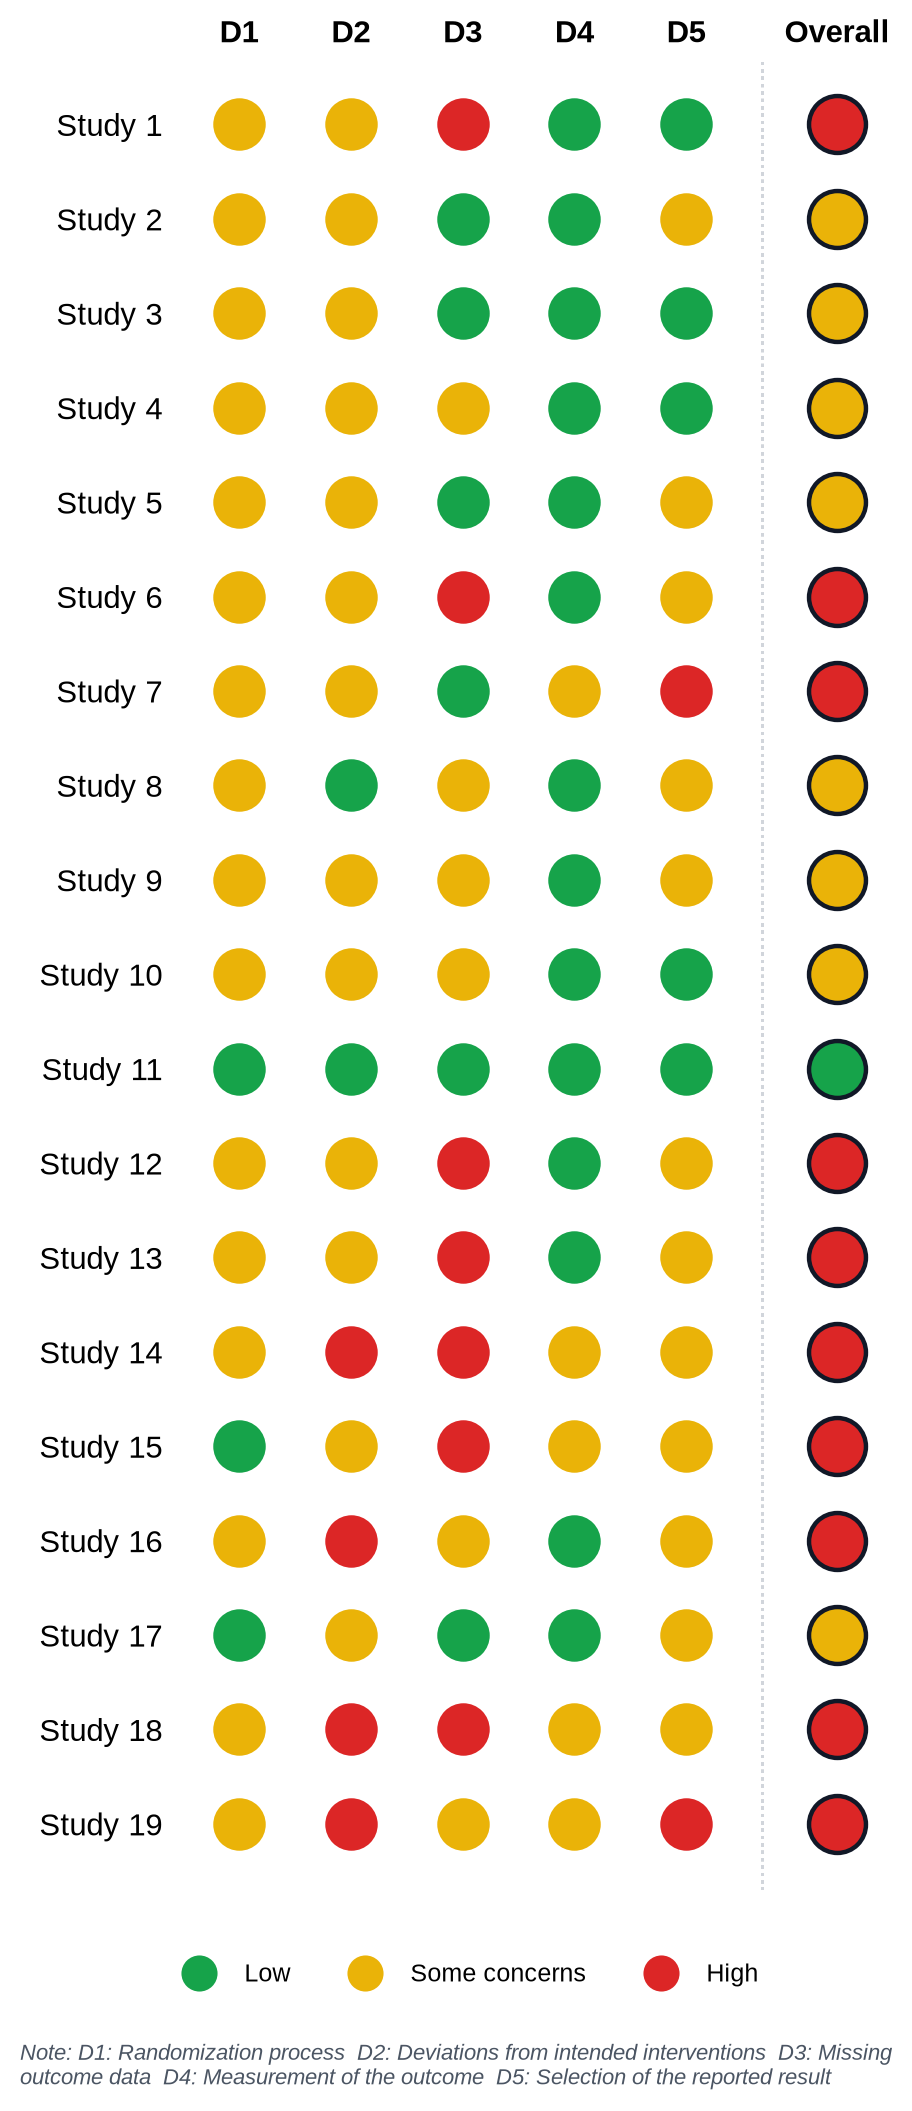 D1 D2 D3 D4 D5 Overall
Study 1
Study 2
Study 3
Study 4
Study 5
Study 6
Study 7
Study 8
Study 9
Study 10
Study 11
Study 12
Study 13
Study 14
Study 15
Study 16
Study 17
Study 18
Study 19
Low Some concerns High
Note: D1: Randomization process D2: Deviations from intended interventions D3: Missing
outcome data D4: Measurement of the outcome D5: Selection of the reported result